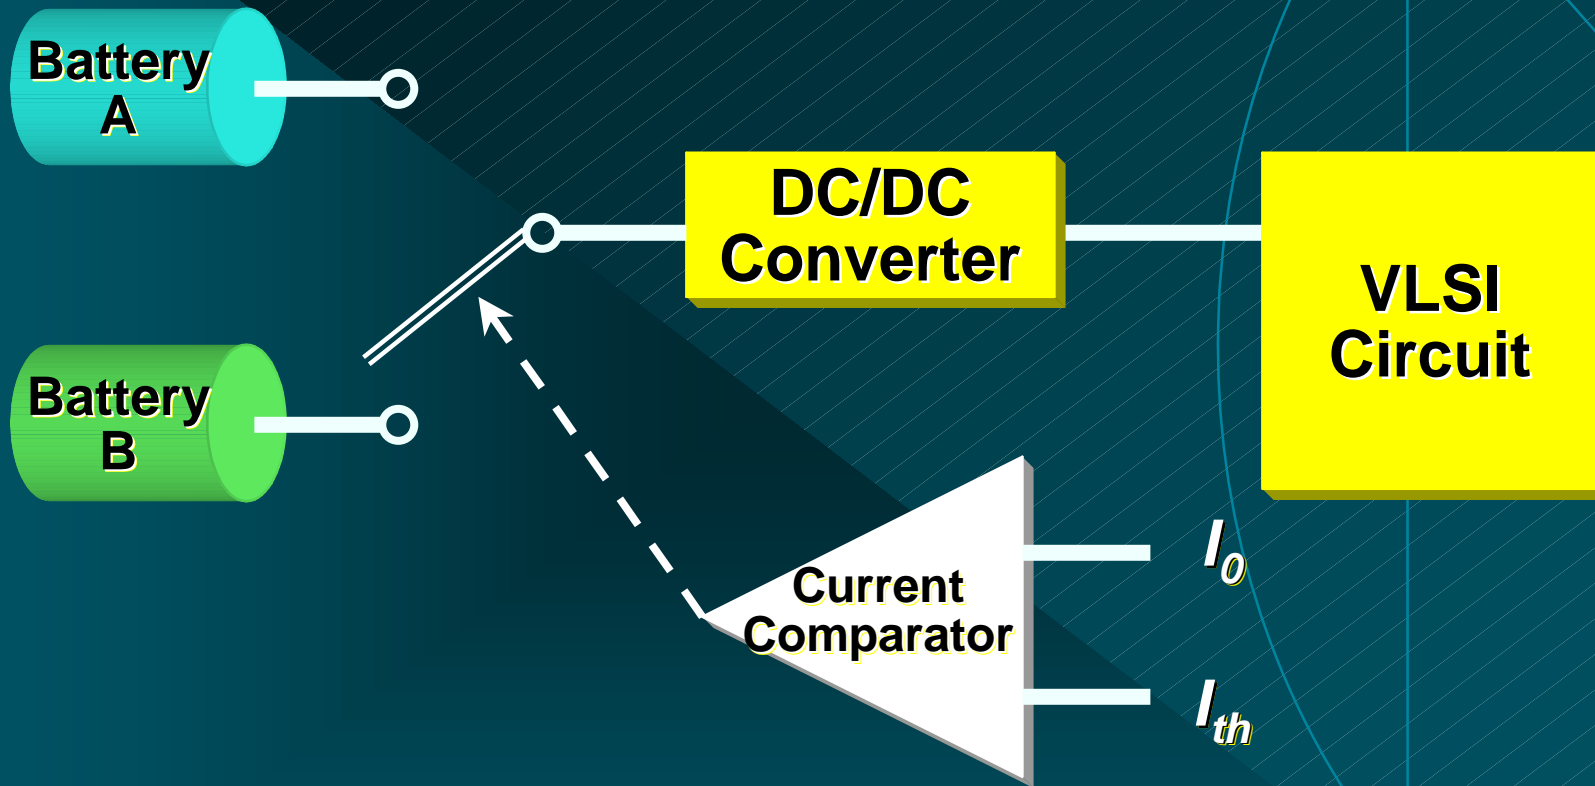 Battery
A
DC/DC
Converter
VLSI
Circuit
Battery
B
I0
Current
Comparator
Ith